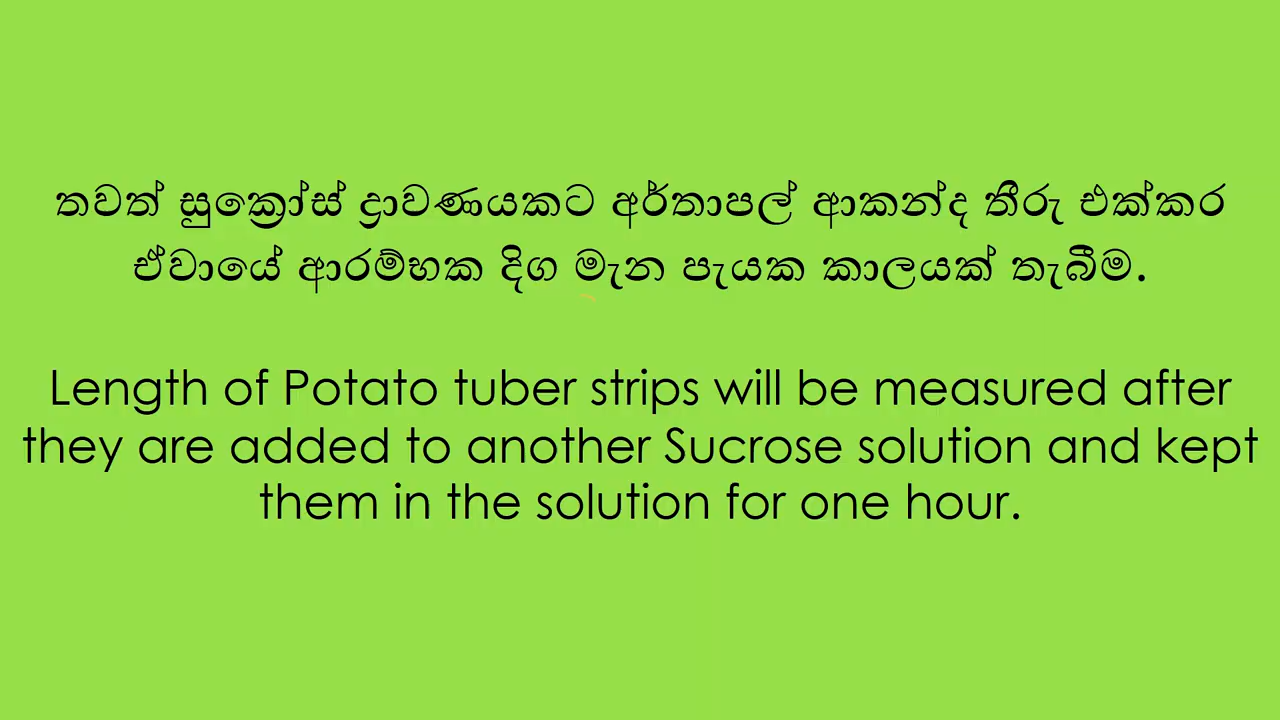 තවත් සුක්‍රෝස් ද්‍රාවණයකට අර්තාපල් ආකන්ද තීරු එක්කර
ඒවායේ ආරම්භක දිග මැන පැයක කාලයක් තැබීම.
Length of Potato tuber strips will be measured after
they are added to another Sucrose solution and kept
them in the solution for one hour.